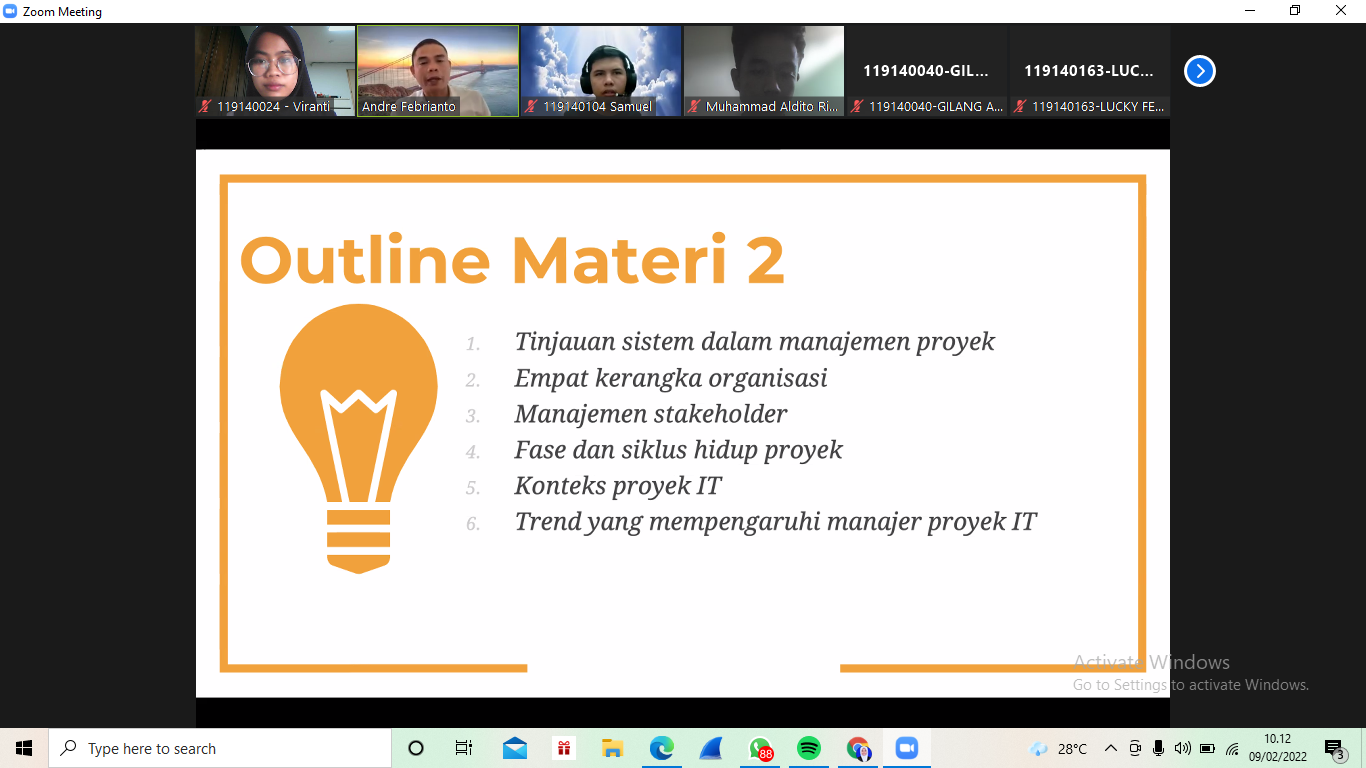 Zoom Meeting
119140040-GIL...
119140163-LUC...
119140024 - Viranti
Andre Febrianto
119140104 Samuel
Muhammad Aldito Ri...
119140040-GILANG A...
119140163-LUCKY FE...
Outline Materi 2
1. Tinjauan sistem dalam manajemen proyek
2. Empat kerangka organisasi
3. Manajemen stakeholder
4. Fase dan siklus hidup proyek
5. Konteks proyek IT
6. Trend yang mempengaruhi manajer proyek IT
Activate Windows
Go to Settings to activate Windows.
Type here to search
88
28°C
10.12
09/02/2022
3